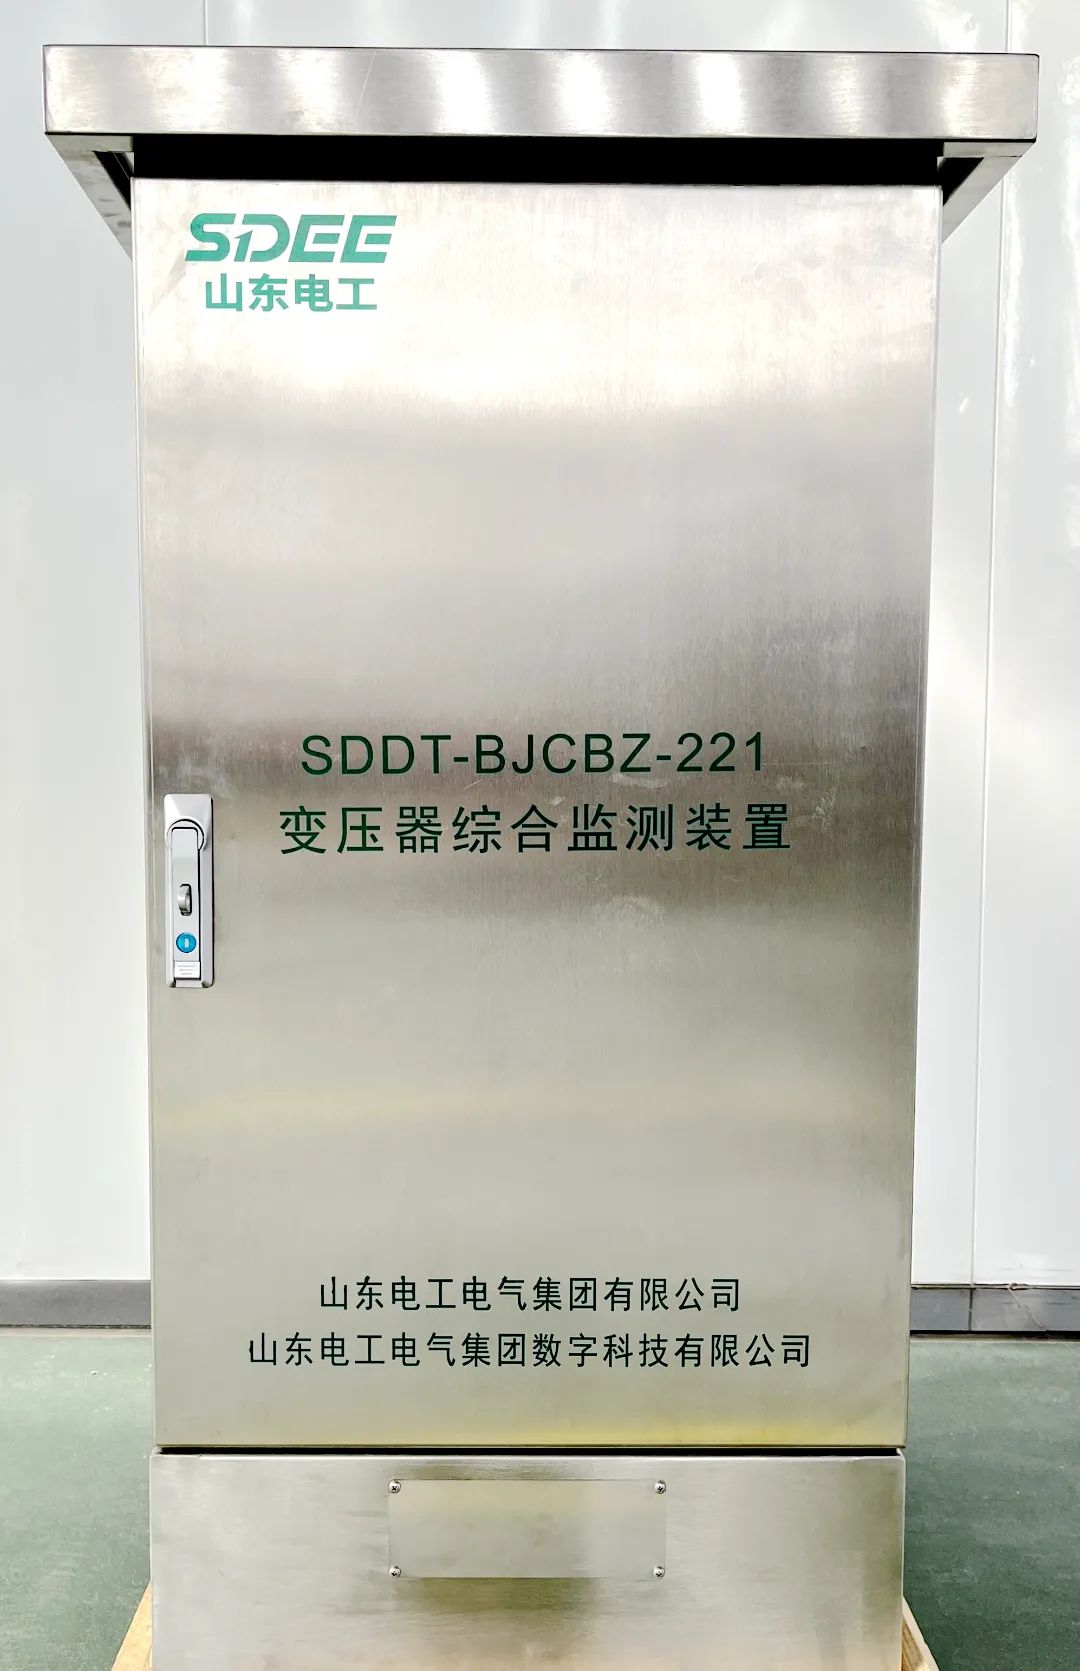 SDEE
山东电工
SDDT-BJCBZ-221
变压器综合监测装置
山东电工电气集团有限公司
山东电工电气集团数字科技有限公司